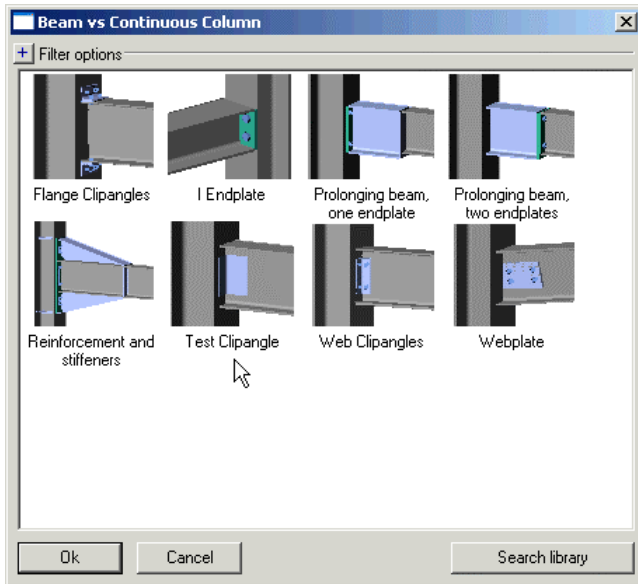 Beam vs Continuous Column
Filter options
Flange Clipangles
I Endplate
Prolonging beam,
one endplate
Prolonging beam,
two endplates
Reinforcement and
stiffeners
Test Clipangle
Web Clipangles
Webplate
Ok
Cancel
Search library